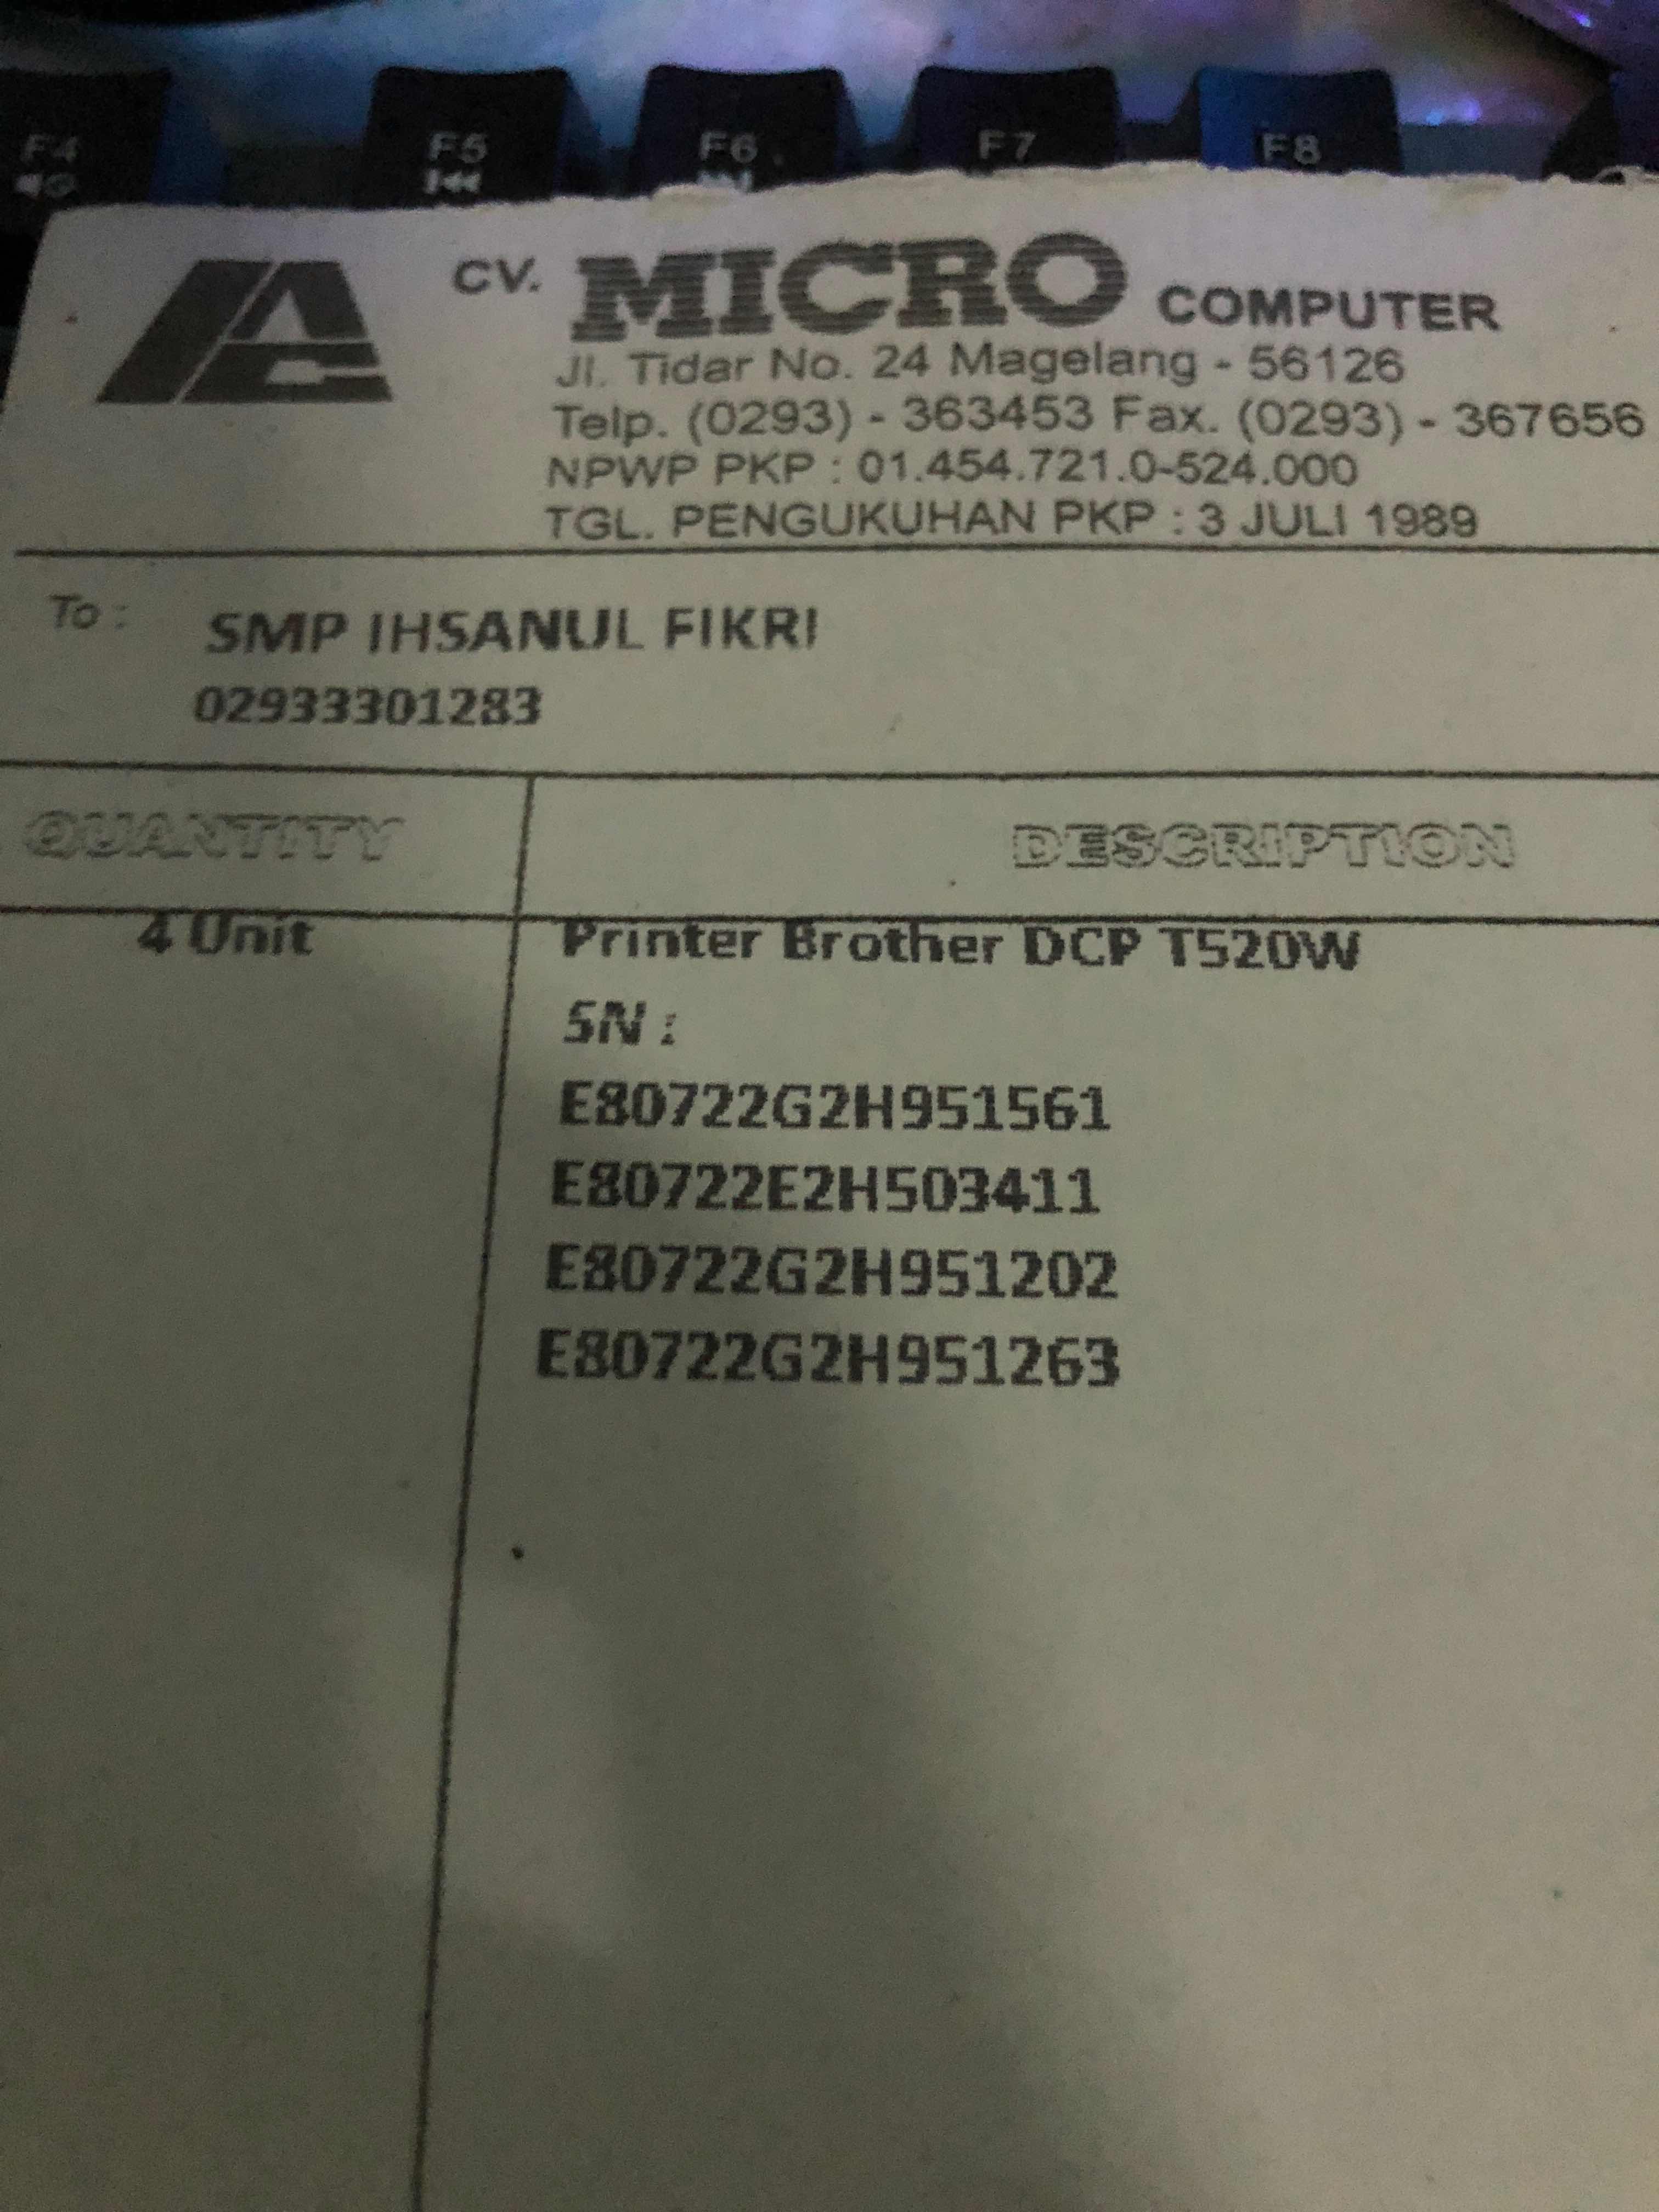 F4
F5
F6
F7
F8
CV. MICRO COMPUTER
Jl. Tidar No. 24 Magelang - 56126
Telp. (0293) - 363453 Fax. (0293) - 367656
NPWP PKP : 01.454.721.0-524.000
TGL. PENGUKUHAN PKP : 3 JULI 1989
To : SMP IHSANUL FIKRI
02933301283
QUANTITY DESCRIPTION
4 Unit Printer Brother DCP T520W
SN :
E80722G2H951561
E80722E2H503411
E80722G2H951202
E80722G2H951263